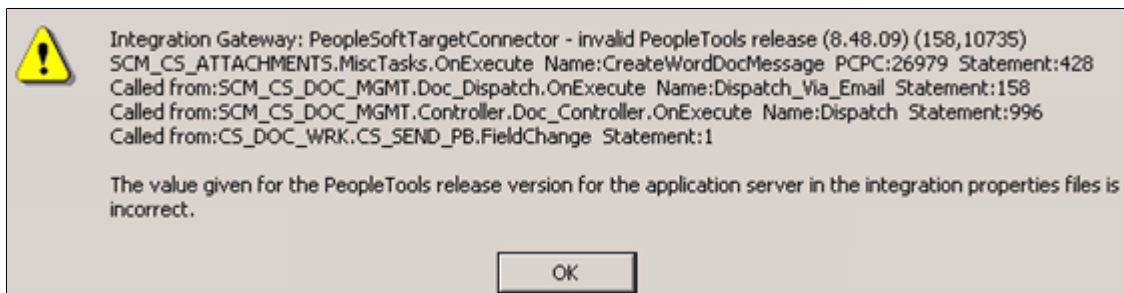 Integration Gateway: PeopleSoftTargetConnector - invalid PeopleTools release (8.48.09) (158,10735)
SCM_CS_ATTACHMENTS.MiscTasks.OnExecute Name:CreateWordDocMessage PCPC:26979 Statement:428
Called from:SCM_CS_DOC_MGMT.Doc_Dispatch.OnExecute Name:Dispatch_Via_Email Statement:158
Called from:SCM_CS_DOC_MGMT.Controller.Doc_Controller.OnExecute Name:Dispatch Statement:996
Called from:CS_DOC_WRK.CS_SEND_PB.FieldChange Statement:1
The value given for the PeopleTools release version for the application server in the integration properties files is
incorrect.
OK